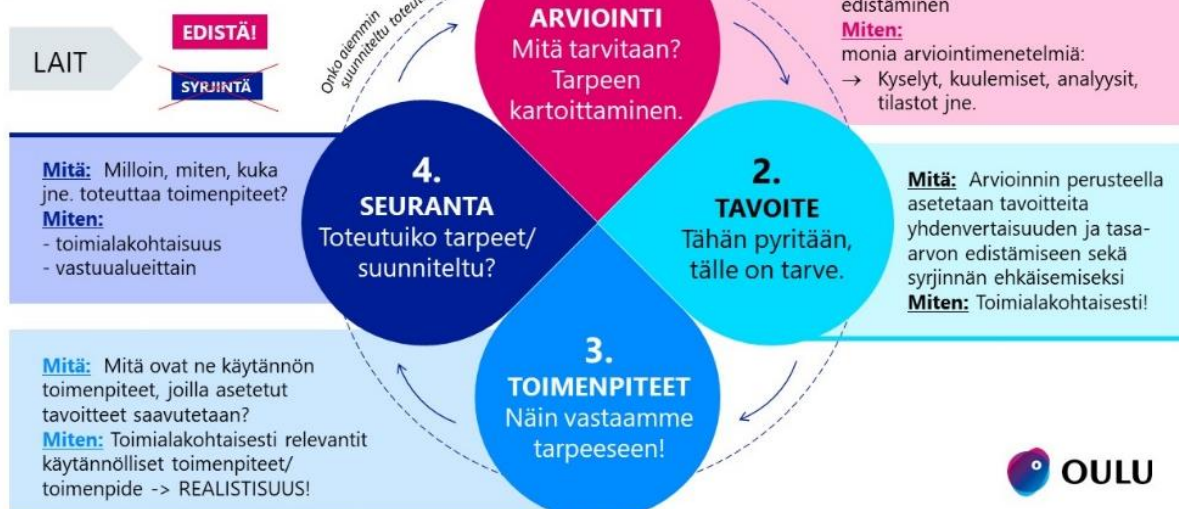 edistäminen
Miten:
monia arviointimenetelmiä:
→ Kyselyt, kuulemiset, analyysit,
tilastot jne.
LAIT
EDISTÄ!
SYRJINTÄ
Onko aiemmin
suunniteltu
ARVIOINTI
Mitä tarvitaan?
Tarpeen
kartoittaminen.
2.
TAVOITE
Tähän pyritään,
tälle on tarve.
Mitä: Arvioinnin perusteella
asetetaan tavoitteita
yhdenvertaisuuden ja tasa-
arvon edistämiseen sekä
syrjinnän ehkäisemiseksi
Miten: Toimialakohtaisesti!
3.
TOIMENPITEET
Näin vastaamme
tarpeeseen!
Mitä: Mitä ovat ne käytännön
toimenpiteet, joilla asetetut
tavoitteet saavutetaan?
Miten: Toimialakohtaisesti relevantit
käytännölliset toimenpiteet/
toimenpide -> REALISTISUUS!
4.
SEURANTA
Toteutuiko tarpeet/
suunniteltu?
Mitä: Milloin, miten, kuka
jne. toteuttaa toimenpiteet?
Miten:
- toimialakohtaisuus
- vastuualueittain
OULU